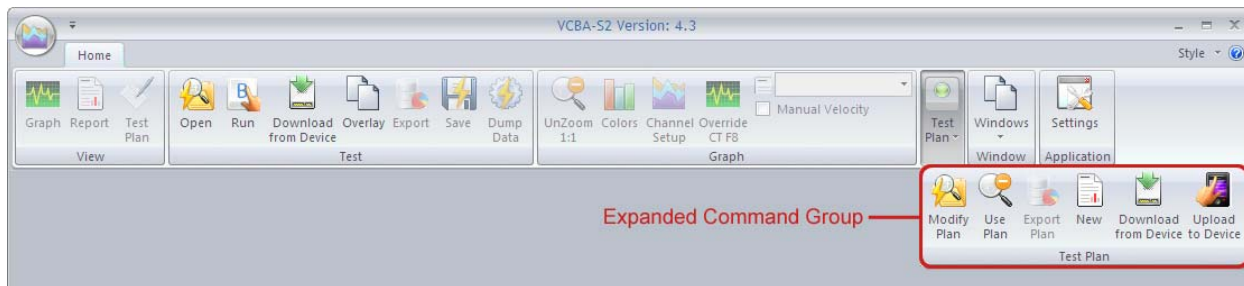 VCBA-S2 Version: 4.3
Home
Style
Graph Report Test Plan
View
Open Run Download from Device Overlay Export Save Dump Data
Test
UnZoom 1:1 Colors Channel Setup Override CT F8 Manual Velocity
Graph
Test Plan
Windows
Window
Settings
Application
Expanded Command Group
Modify Plan Use Plan Export Plan New Download from Device Upload to Device
Test Plan